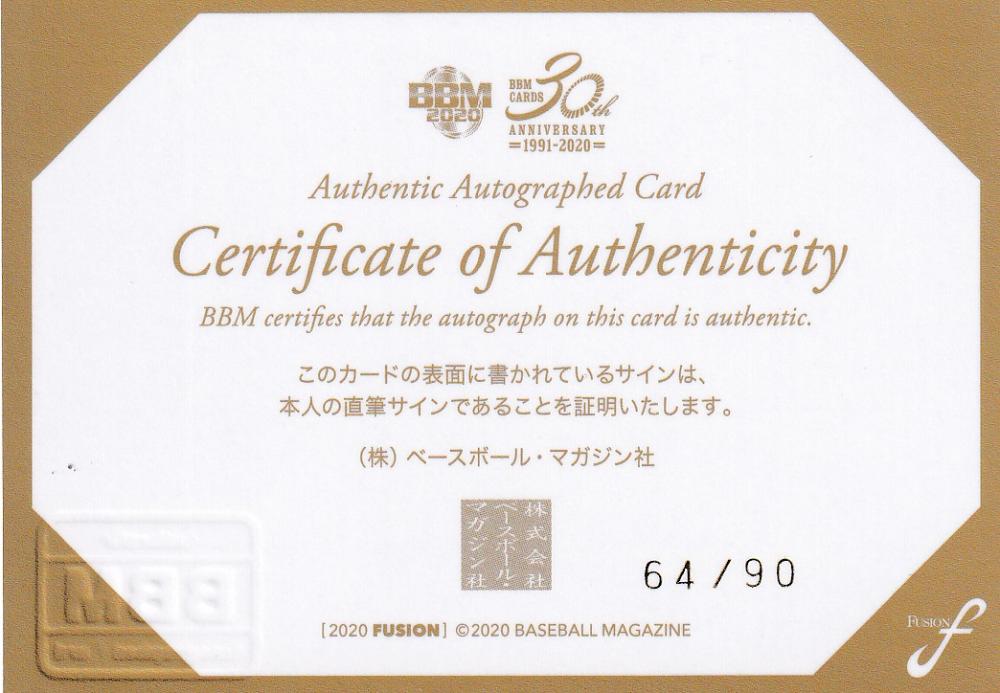 BBM
2020
BBM
CARDS
30th
ANNIVERSARY
=1991-2020=
Authentic Autographed Card
Certificate of Authenticity
BBM certifies that the autograph on this card is authentic.
このカードの表面に書かれているサインは、
本人の直筆サインであることを証明いたします。
（株）ベースボール・マガジン社
株式会社
ベースボール・
マガジン社
64/90
BBM
[2020 FUSION] ©2020 BASEBALL MAGAZINE
FUSION f